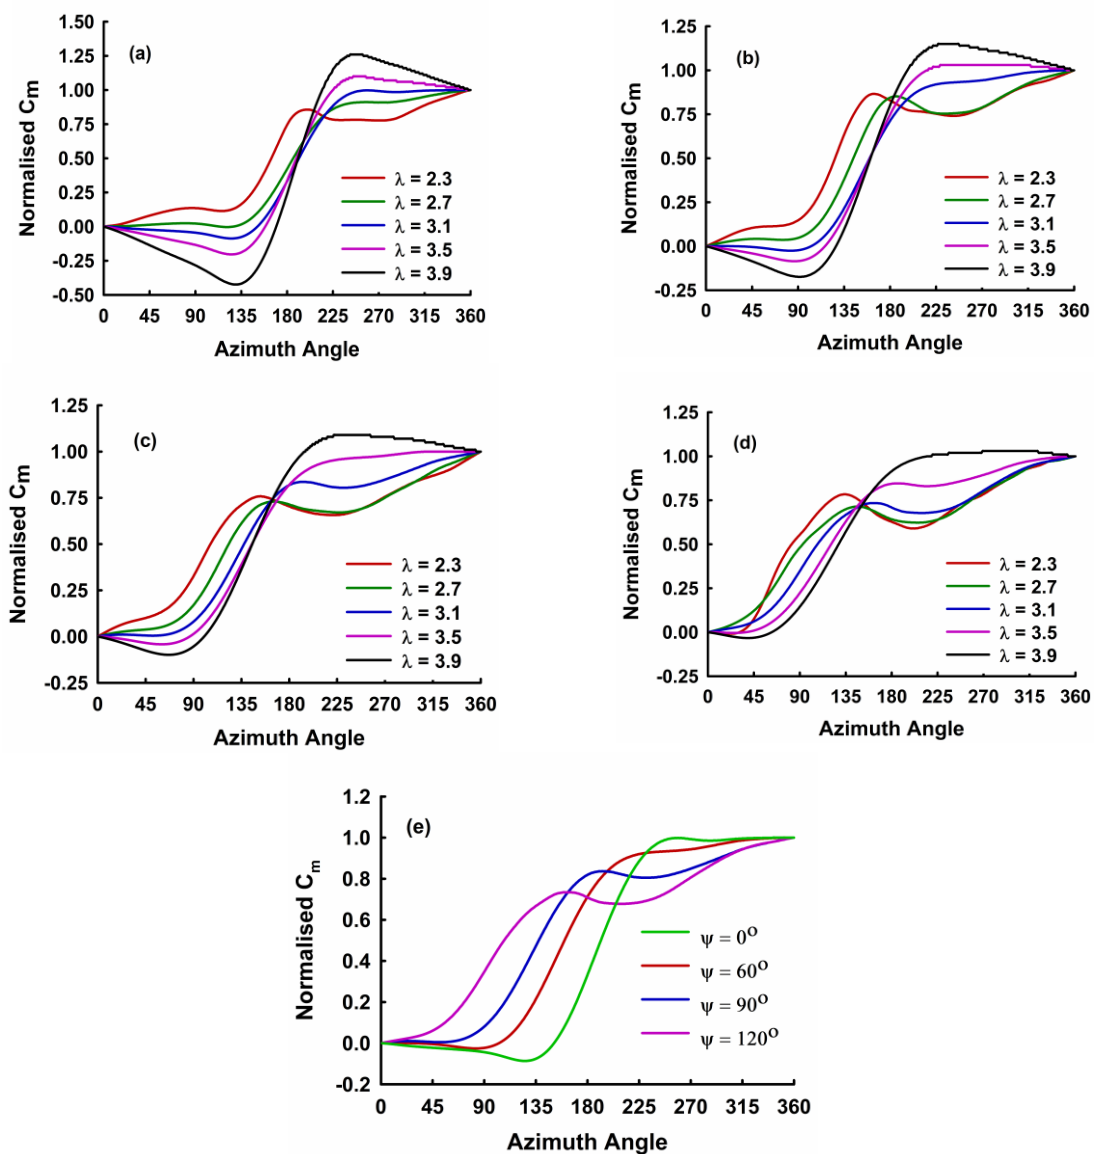 (a)
Normalised Cm
1.50
1.25
1.00
0.75
0.50
0.25
0.00
-0.25
-0.50
λ = 2.3
λ = 2.7
λ = 3.1
λ = 3.5
λ = 3.9
0 45 90 135 180 225 270 315 360
Azimuth Angle
(b)
Normalised Cm
1.25
1.00
0.75
0.50
0.25
0.00
-0.25
λ = 2.3
λ = 2.7
λ = 3.1
λ = 3.5
λ = 3.9
0 45 90 135 180 225 270 315 360
Azimuth Angle
(c)
Normalised Cm
1.25
1.00
0.75
0.50
0.25
0.00
-0.25
λ = 2.3
λ = 2.7
λ = 3.1
λ = 3.5
λ = 3.9
0 45 90 135 180 225 270 315 360
Azimuth Angle
(d)
Normalised Cm
1.25
1.00
0.75
0.50
0.25
0.00
-0.25
λ = 2.3
λ = 2.7
λ = 3.1
λ = 3.5
λ = 3.9
0 45 90 135 180 225 270 315 360
Azimuth Angle
(e)
Normalised Cm
1.2
1.0
0.8
0.6
0.4
0.2
0.0
-0.2
ψ = 0º
ψ = 60º
ψ = 90º
ψ = 120º
0 45 90 135 180 225 270 315 360
Azimuth Angle